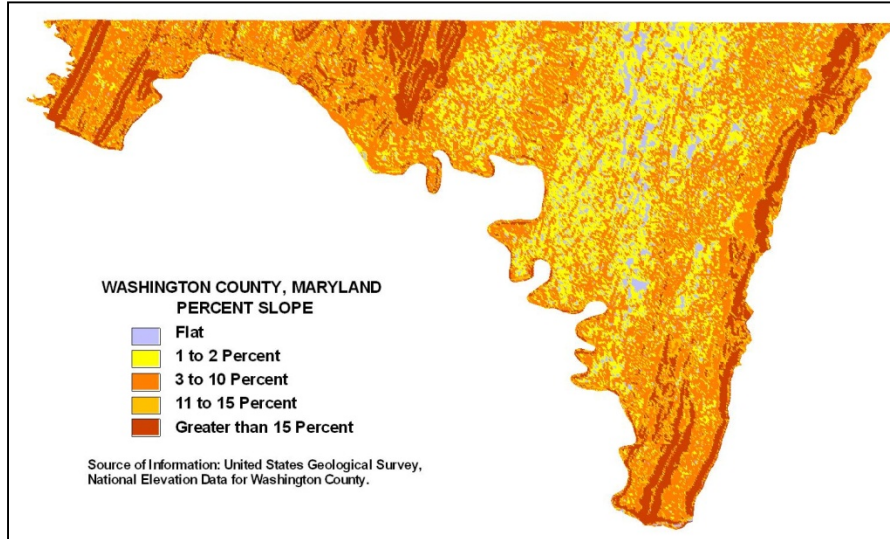 WASHINGTON COUNTY, MARYLAND
PERCENT SLOPE
Flat
1 to 2 Percent
3 to 10 Percent
11 to 15 Percent
Greater than 15 Percent
Source of Information: United States Geological Survey,
National Elevation Data for Washington County.